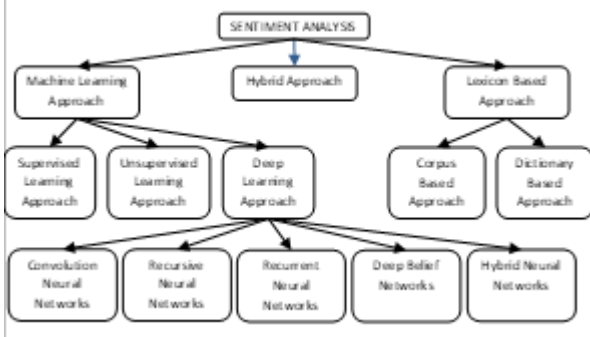 SENTIMENT ANALYSIS
Machine Learning
Approach
Hybrid Approach
Lexicon Based
Approach
Supervised
Learning
Approach
Unsupervised
Learning
Approach
Deep
Learning
Approach
Corpus
Based
Approach
Dictionary
Based
Approach
Convolution
Neural
Networks
Recursive
Neural
Networks
Recurrent
Neural
Networks
Deep Belief
Networks
Hybrid Neural
Networks